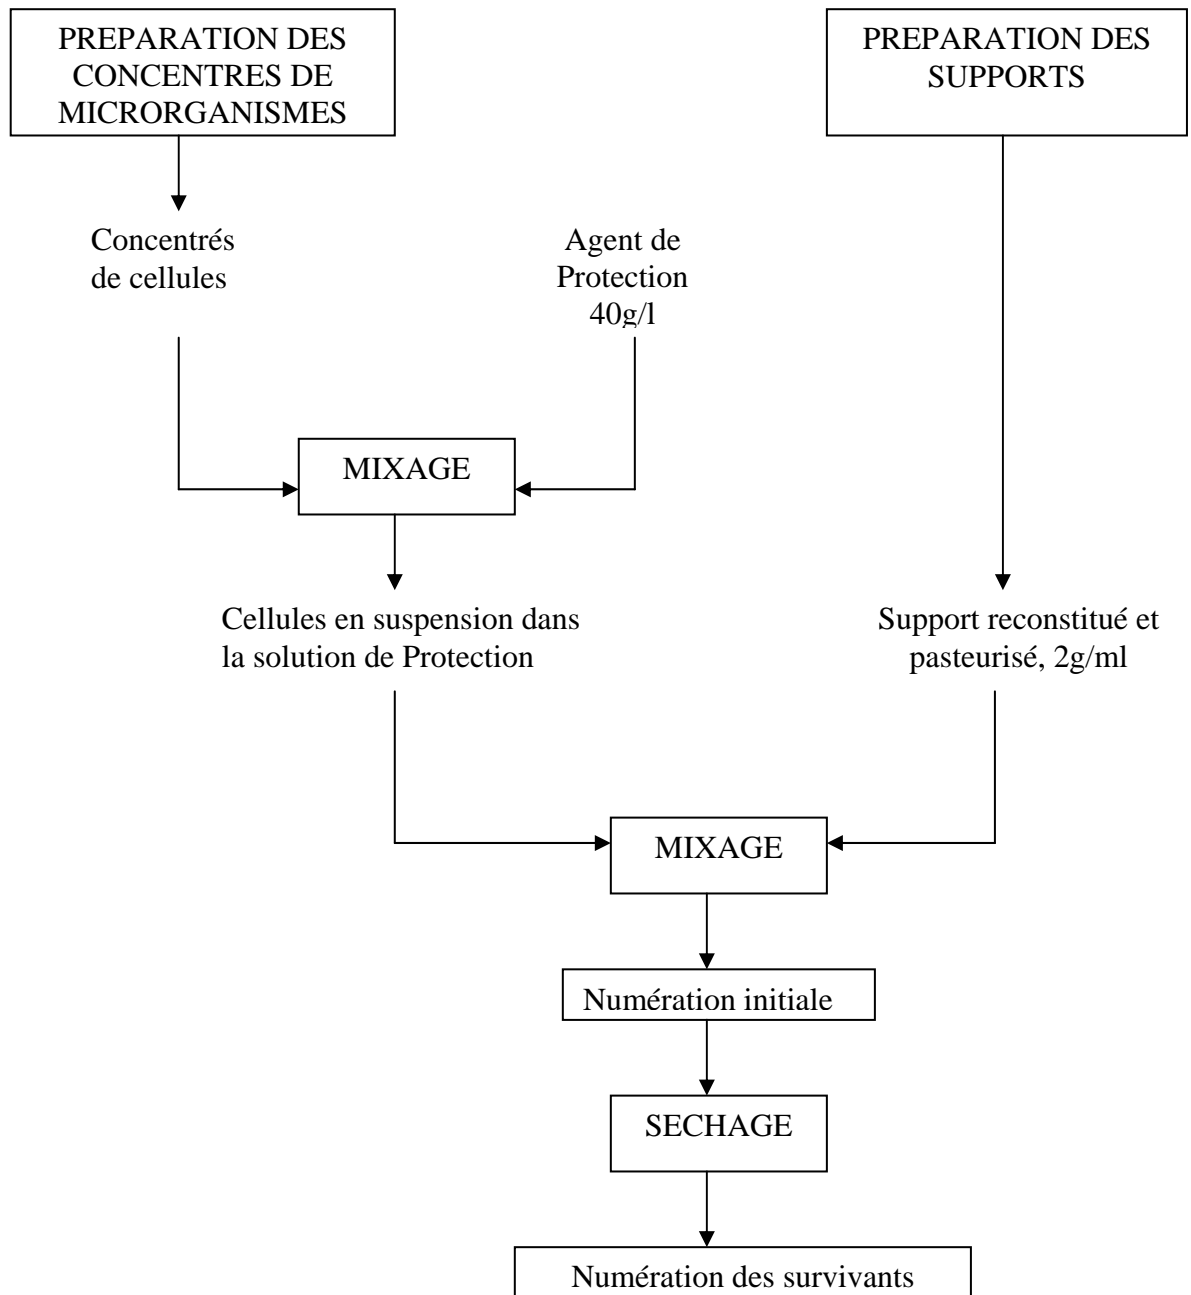 PREPARATION DES
CONCENTRES DE
MICRORGANISMES
PREPARATION DES
SUPPORTS
Concentrés
de cellules
Agent de
Protection
40g/l
MIXAGE
Cellules en suspension dans
la solution de Protection
Support reconstitué et
pasteurisé, 2g/ml
MIXAGE
Numération initiale
SECHAGE
Numération des survivants